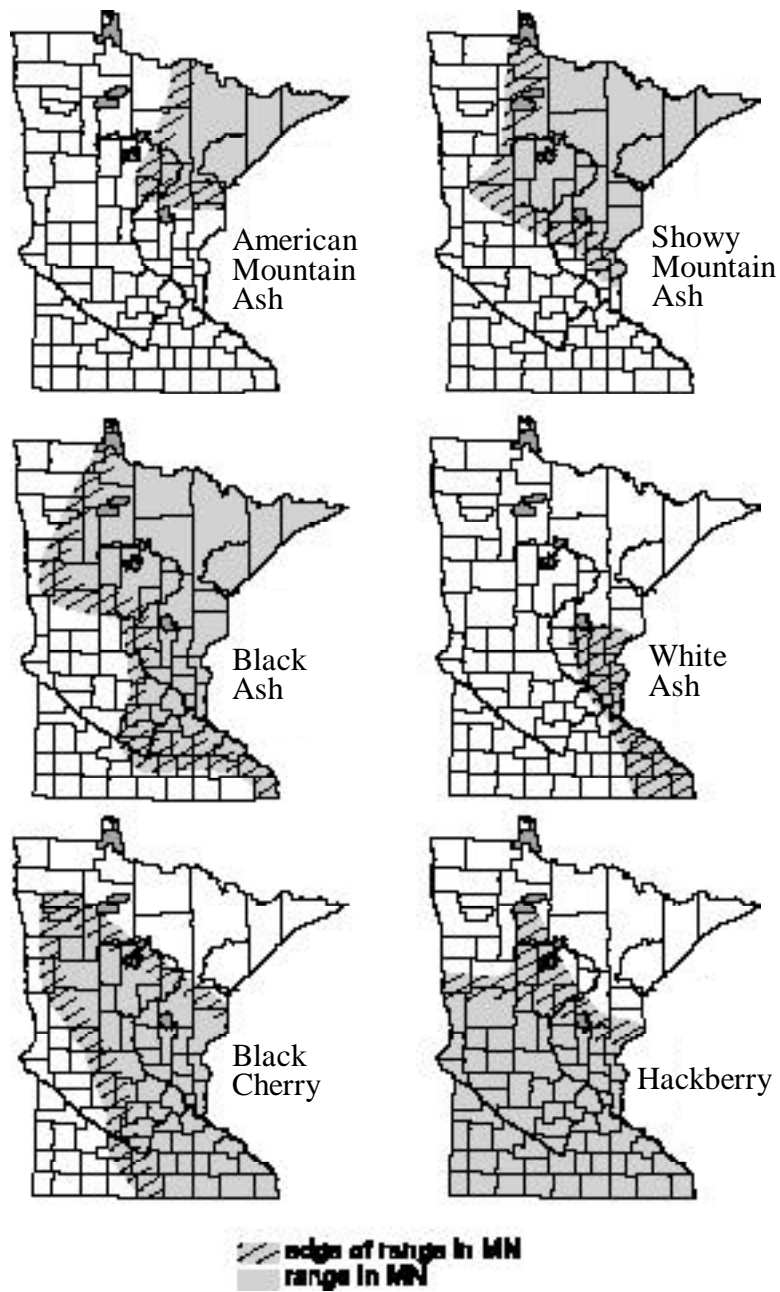 American
Mountain
Ash
Showy
Mountain
Ash
Black
Ash
White
Ash
Black
Cherry
Hackberry
edge of range in MN
range in MN